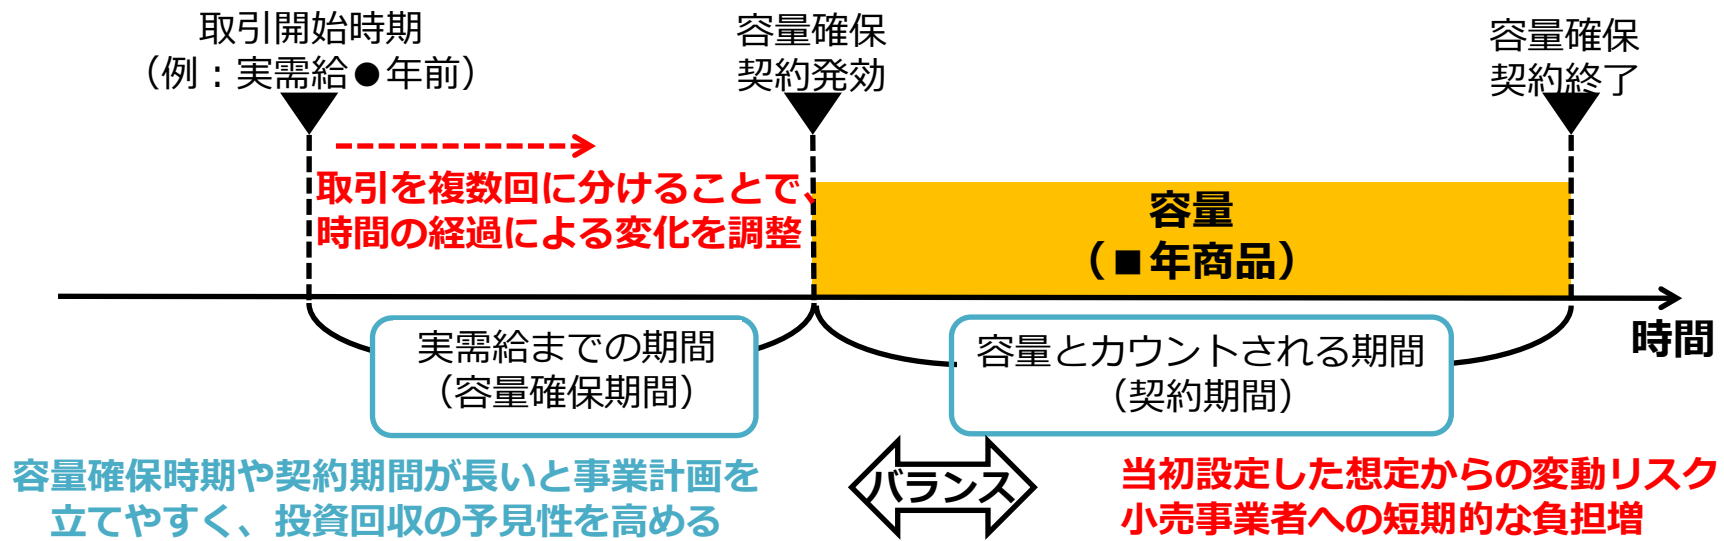 取引開始時期
（例：実需給●年前）
容量確保
契約発効
容量確保
契約終了
取引を複数回に分けることで、
時間の経過による変化を調整
容量
（■年商品）
時間
実需給までの期間
（容量確保期間）
容量とカウントされる期間
（契約期間）
容量確保時期や契約期間が長いと事業計画を
立てやすく、投資回収の予見性を高める
バランス
当初設定した想定からの変動リスク
小売事業者への短期的な負担増